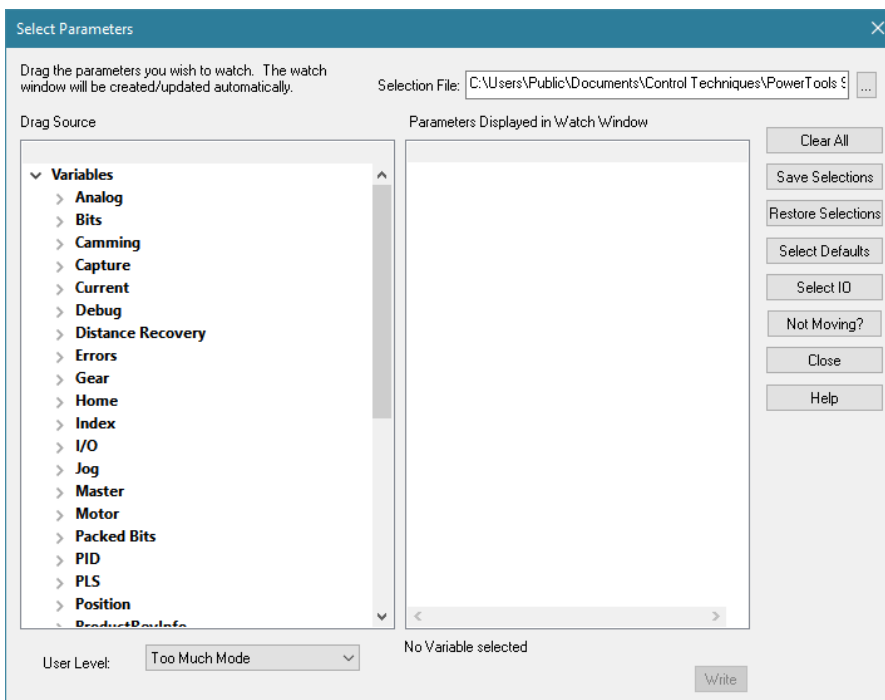 Select Parameters
Drag the parameters you wish to watch. The watch
window will be created/updated automatically.
Selection File: C:\Users\Public\Documents\Control Techniques\PowerTools S
...
Drag Source
Parameters Displayed in Watch Window
Variables
Analog
Bits
Camming
Capture
Current
Debug
Distance Recovery
Errors
Gear
Home
Index
I/O
Jog
Master
Motor
Packed Bits
PID
PLS
Position
ProductRevInfo
Clear All
Save Selections
Restore Selections
Select Defaults
Select IO
Not Moving?
Close
Help
No Variable selected
User Level: Too Much Mode
Write